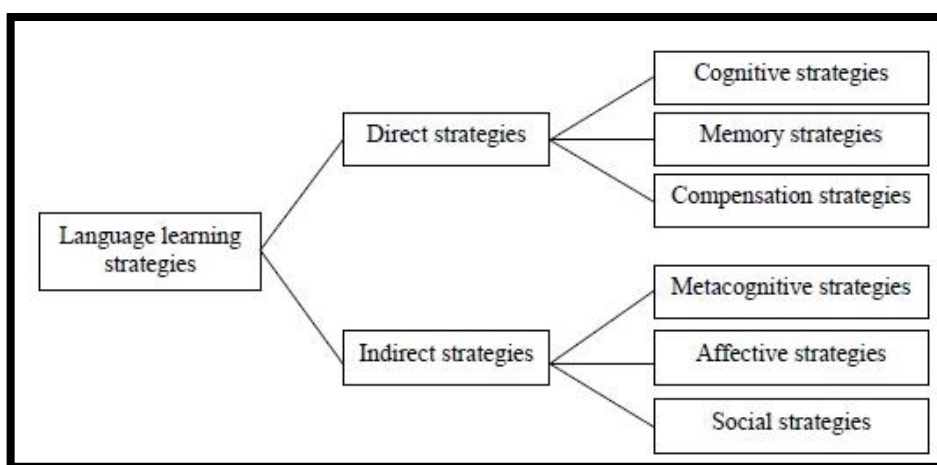 Cognitive strategies
Direct strategies
Memory strategies
Compensation strategies
Language learning
strategies
Metacognitive strategies
Indirect strategies
Affective strategies
Social strategies